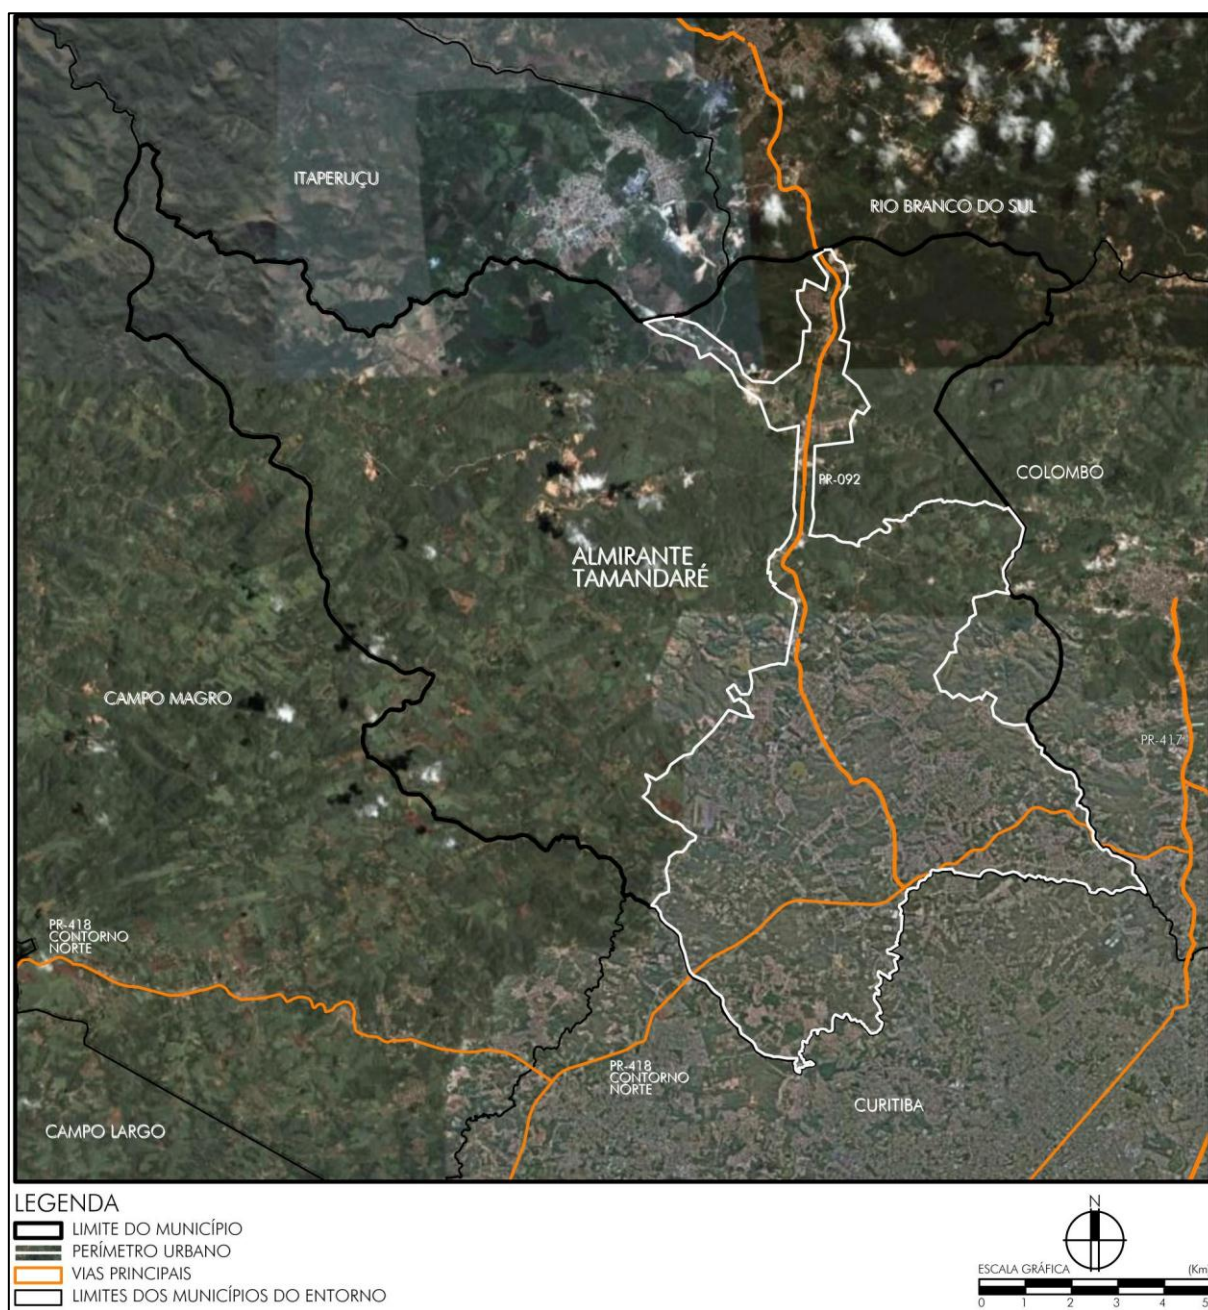 ITAPERUÇU
RIO BRANCO DO SUL
COLOMBO
PR-092
ALMIRANTE
TAMANDARÉ
CAMPO MAGRO
PR-417
PR-418
CONTORNO
NORTE
PR-418
CONTORNO
NORTE
CURITIBA
CAMPO LARGO
LEGENDA
LIMITE DO MUNICÍPIO
PERÍMETRO URBANO
VIAS PRINCIPAIS
LIMITES DOS MUNICÍPIOS DO ENTORNO
N
ESCALA GRÁFICA (Km)
0 1 2 3 4 5